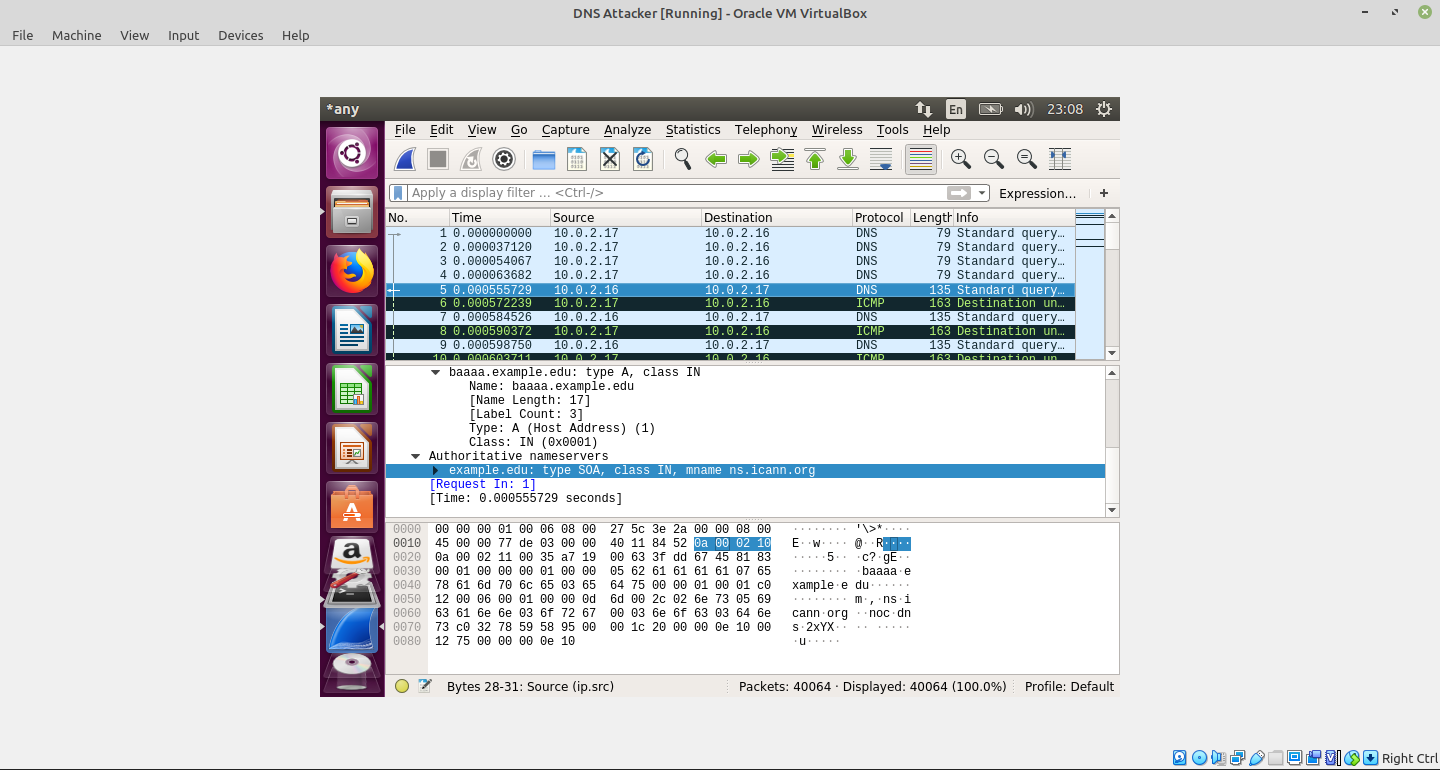 DNS Attacker [Running] - Oracle VM VirtualBox
File Machine View Input Devices Help
*any En 23:08
File Edit View Go Capture Analyze Statistics Telephony Wireless Tools Help
Apply a display filter ... <Ctrl-/> Expression... +
No. Time Source Destination Protocol Length Info
1 0.000000000 10.0.2.17 10.0.2.16 DNS 79 Standard query…
2 0.000037120 10.0.2.17 10.0.2.16 DNS 79 Standard query…
3 0.000054067 10.0.2.17 10.0.2.16 DNS 79 Standard query…
4 0.000063682 10.0.2.17 10.0.2.16 DNS 79 Standard query…
5 0.000555729 10.0.2.16 10.0.2.17 DNS 135 Standard query…
6 0.000572239 10.0.2.17 10.0.2.16 ICMP 163 Destination un…
7 0.000584526 10.0.2.16 10.0.2.17 DNS 135 Standard query…
8 0.000590372 10.0.2.17 10.0.2.16 ICMP 163 Destination un…
9 0.000598750 10.0.2.16 10.0.2.17 DNS 135 Standard query…
10 0.000603711 10.0.2.17 10.0.2.16 ICMP 163 Destination un…
baaaa.example.edu: type A, class IN
Name: baaaa.example.edu
[Name Length: 17]
[Label Count: 3]
Type: A (Host Address) (1)
Class: IN (0x0001)
Authoritative nameservers
example.edu: type SOA, class IN, mname ns.icann.org
[Request In: 1]
[Time: 0.000555729 seconds]
0000 00 00 00 01 00 06 08 00 27 5c 3e 2a 00 00 08 00 ········ '\>*····
0010 45 00 00 77 de 03 00 00 40 11 84 52 0a 00 02 10 E··w···· @··R····
0020 0a 00 02 11 00 35 a7 19 00 63 3f dd 67 45 81 83 ·····5·· ·c?·gE··
0030 00 01 00 00 00 01 00 00 05 62 61 61 61 61 07 65 ········ ·baaaa·e
0040 78 61 6d 70 6c 65 03 65 64 75 00 00 01 00 01 c0 xample·e du······
0050 12 00 06 00 01 00 00 0d 6d 00 2c 02 6e 73 05 69 ········ m·,·ns·i
0060 63 61 6e 6e 03 6f 72 67 00 03 6e 6f 63 03 64 6e cann·org ··noc·dn
0070 73 c0 32 78 59 58 95 00 00 1c 20 00 00 0e 10 00 s·2xYX·· ·· ·····
0080 12 75 00 00 00 0e 10 ·u·····
Bytes 28-31: Source (ip.src) Packets: 40064 · Displayed: 40064 (100.0%) Profile: Default
Right Ctrl